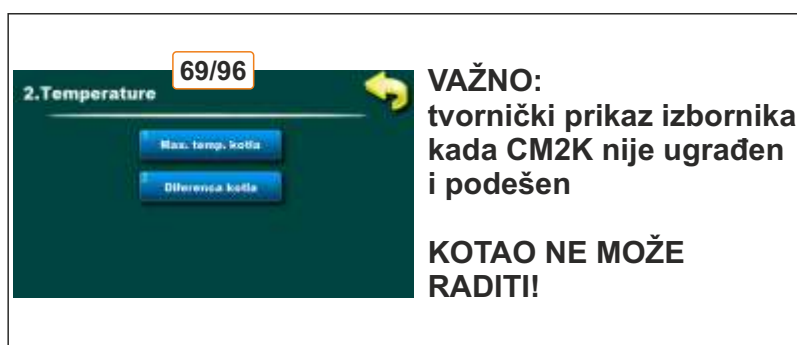 69/96
2.Temperature
Max. temp. kotla
Diferenca kotla
VAŽNO:
tvornički prikaz izbornika
kada CM2K nije ugrađen
i podešen
KOTAO NE MOŽE
RADITI!